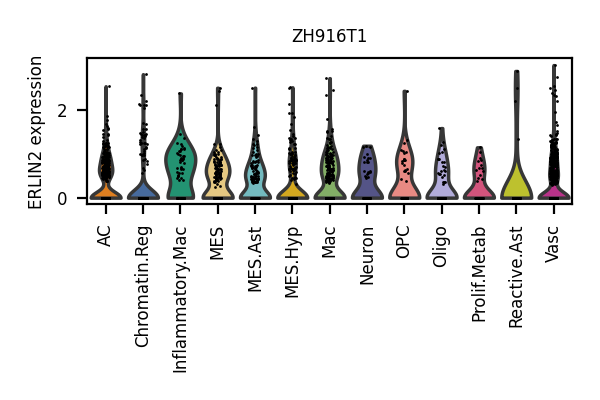 ZH916T1
ERLIN2 expression
2
0
AC
Chromatin.Reg
Inflammatory.Mac
MES
MES.Ast
MES.Hyp
Mac
Neuron
OPC
Oligo
Prolif.Metab
Reactive.Ast
Vasc